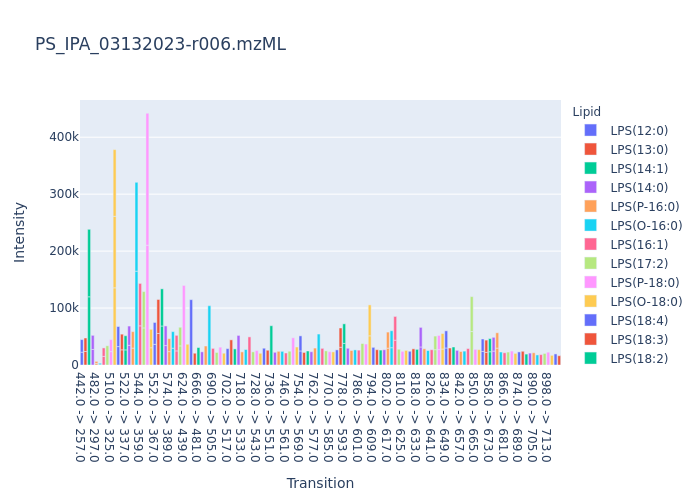 PS_IPA_03132023-r006.mzML
Intensity
400k
300k
200k
100k
0
442.0 -> 257.0
482.0 -> 297.0
510.0 -> 325.0
522.0 -> 337.0
544.0 -> 359.0
552.0 -> 367.0
574.0 -> 389.0
624.0 -> 439.0
666.0 -> 481.0
690.0 -> 505.0
702.0 -> 517.0
718.0 -> 533.0
728.0 -> 543.0
736.0 -> 551.0
746.0 -> 561.0
754.0 -> 569.0
762.0 -> 577.0
770.0 -> 585.0
778.0 -> 593.0
786.0 -> 601.0
794.0 -> 609.0
802.0 -> 617.0
810.0 -> 625.0
818.0 -> 633.0
826.0 -> 641.0
834.0 -> 649.0
842.0 -> 657.0
850.0 -> 665.0
858.0 -> 673.0
866.0 -> 681.0
874.0 -> 689.0
890.0 -> 705.0
898.0 -> 713.0
Transition
Lipid
LPS(12:0)
LPS(13:0)
LPS(14:1)
LPS(14:0)
LPS(P-16:0)
LPS(O-16:0)
LPS(16:1)
LPS(17:2)
LPS(P-18:0)
LPS(O-18:0)
LPS(18:4)
LPS(18:3)
LPS(18:2)